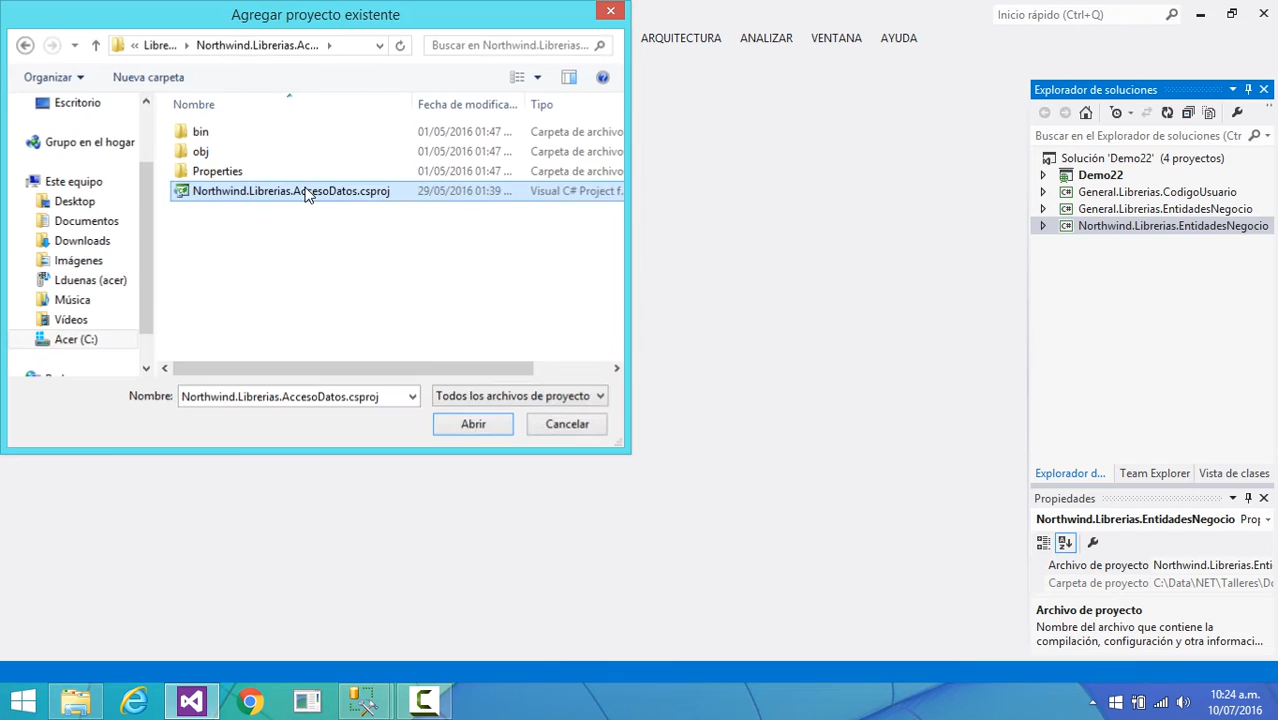 Agregar proyecto existente
Inicio rápido (Ctrl+Q)
ARQUITECTURA ANALIZAR VENTANA AYUDA
Libre... Northwind.Librerias.Ac...
Buscar en Northwind.Librerias...
Organizar Nueva carpeta
Nombre Fecha de modifica... Tipo
Escritorio
Grupo en el hogar
Este equipo
Desktop
Documentos
Downloads
Imágenes
Lduenas (acer)
Música
Vídeos
Acer (C:)
bin 01/05/2016 01:47 ... Carpeta de archivo
obj 01/05/2016 01:47 ... Carpeta de archivo
Properties 01/05/2016 01:47 ... Carpeta de archivo
Northwind.Librerias.AccesoDatos.csproj 29/05/2016 01:39 ... Visual C# Project f.
Nombre: Northwind.Librerias.AccesoDatos.csproj Todos los archivos de proyecto
Abrir Cancelar
Explorador de soluciones
Buscar en el Explorador de soluciones (Ctr
Solución 'Demo22' (4 proyectos)
Demo22
C# General.Librerias.CodigoUsuario
C# General.Librerias.EntidadesNegocio
C# Northwind.Librerias.EntidadesNegocio
Explorador d... Team Explorer Vista de clases
Propiedades
Northwind.Librerias.EntidadesNegocio Prop
Archivo de proyecto Northwind.Librerias.Enti
Carpeta de proyecto C:\Data\NET\Talleres\Do
Archivo de proyecto
Nombre del archivo que contiene la
compilación, configuración y otra informaci...
10:24 a.m.
10/07/2016